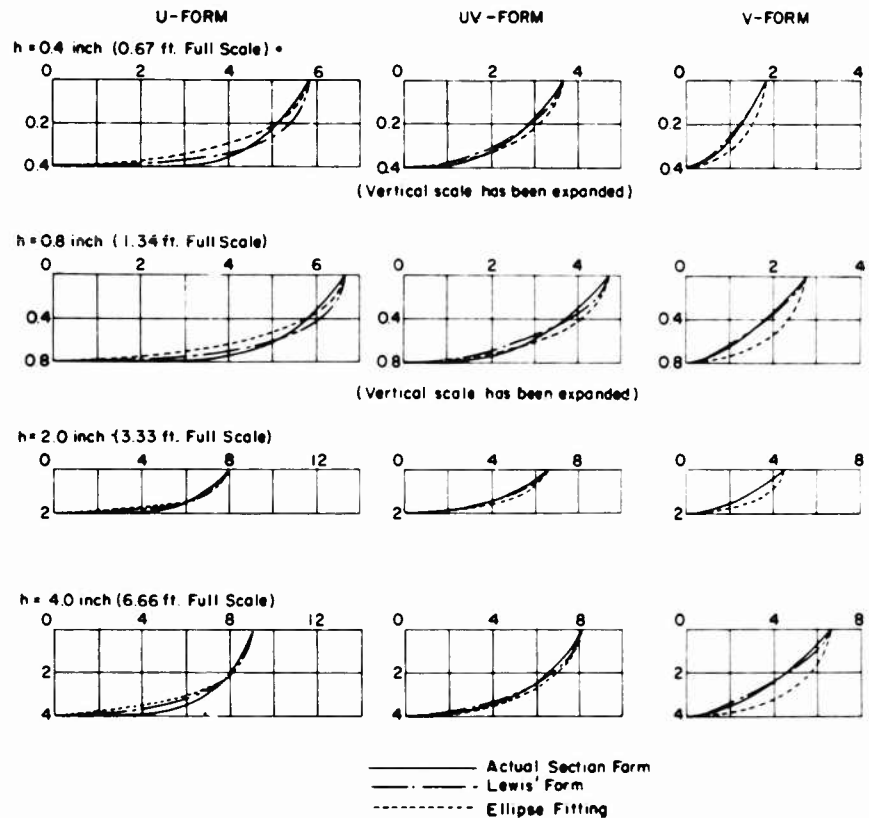 U-FORM UV-FORM V-FORM
h = 0.4 inch (0.67 ft. Full Scale)
0 2 4 6 0 2 4 0 2 4
0.2 0.2 0.2
0.4 0.4 0.4
(Vertical scale has been expanded)
h = 0.8 inch (1.34 ft. Full Scale)
0 2 4 6 2 4 0 2 4
0.4 0.4 0.4
0.8 0.8 0.8
(Vertical scale has been expanded)
h = 2.0 inch (3.33 ft. Full Scale)
0 4 8 12 0 4 8 0 4 8
2 2 2
h = 4.0 inch (6.66 ft. Full Scale)
0 4 8 12 0 4 8 0 4 8
2 2 2
4 4 4
Actual Section Form
Lewis' Form
Ellipse Fitting